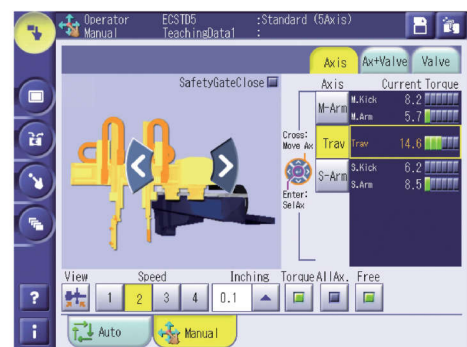 Operator ECSTD5 :Standard (5Axis)
Manual TeachingData1 :
Axis Ax+Valve Valve
SafetyGateClose
Axis Current Torque
M-Arm M.Kick 8.2
M.Arm 5.7
Cross:
Move Ax
Trav Trav 14.6
S-Arm S.Kick 6.2
S.Arm 8.5
Enter:
SelAx
View Speed Inching Torque AllAx. Free
1 2 3 4 0.1
?
i
Auto Manual